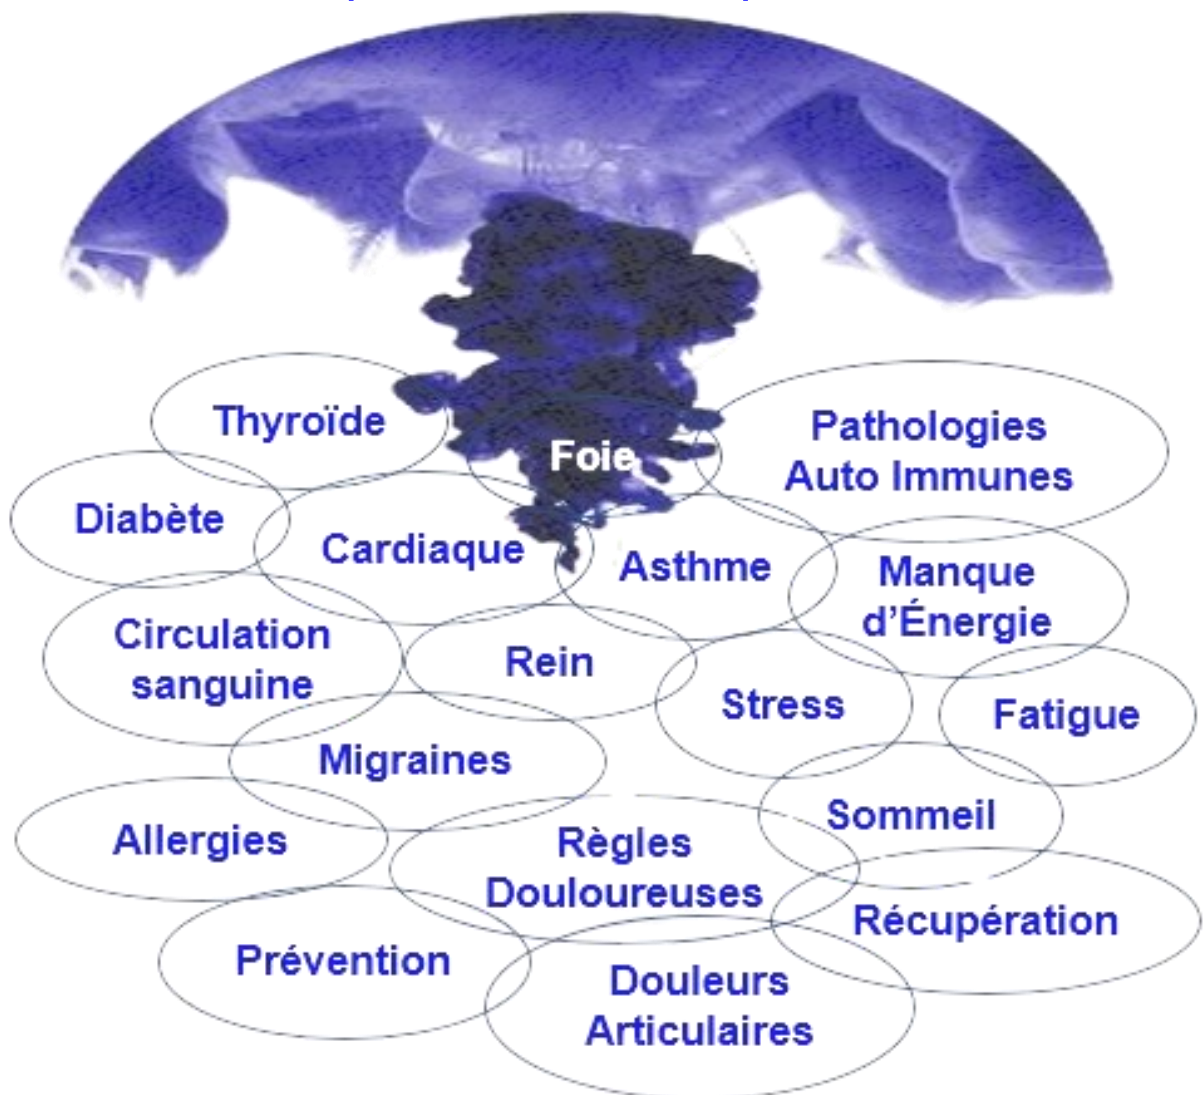 Thyroïde
Foie
Pathologies
Auto Immunes
Diabète
Cardiaque
Asthme
Manque
d’Énergie
Circulation
sanguine
Rein
Stress
Fatigue
Migraines
Sommeil
Allergies
Règles
Douloureuses
Récupération
Prévention
Douleurs
Articulaires